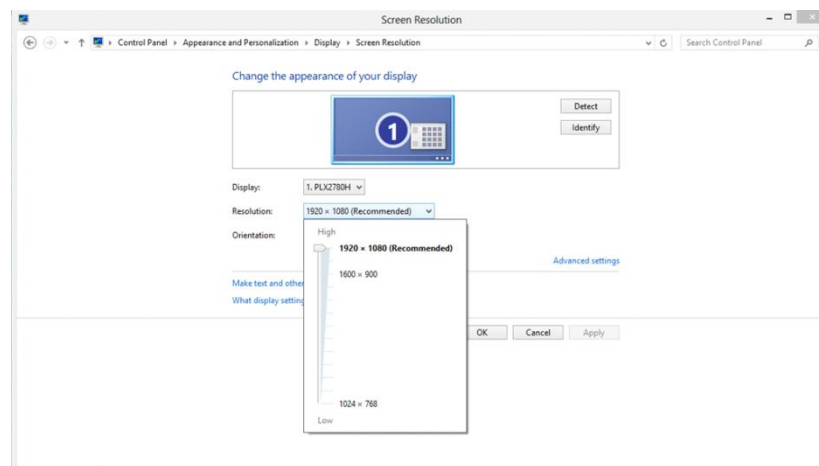 Screen Resolution
Control Panel Appearance and Personalization Display Screen Resolution
Search Control Panel
Change the appearance of your display
1
Detect
Identify
Display: 1. PLX2780H
Resolution: 1920 × 1080 (Recommended)
Orientation:
High
1920 × 1080 (Recommended)
1600 × 900
1024 × 768
Low
Advanced settings
Make text and other
What display setting
OK Cancel Apply